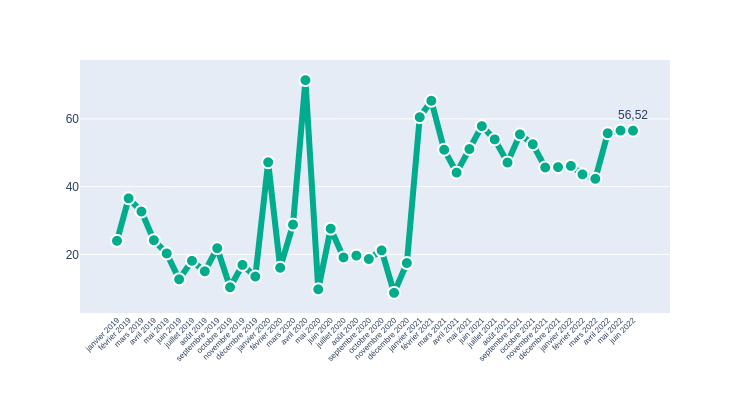 56,52
60
40
20
janvier 2019
février 2019
mars 2019
avril 2019
mai 2019
juin 2019
juillet 2019
août 2019
septembre 2019
octobre 2019
novembre 2019
décembre 2019
janvier 2020
février 2020
mars 2020
avril 2020
mai 2020
juin 2020
juillet 2020
août 2020
septembre 2020
octobre 2020
novembre 2020
décembre 2020
janvier 2021
février 2021
mars 2021
avril 2021
mai 2021
juin 2021
juillet 2021
août 2021
septembre 2021
octobre 2021
novembre 2021
décembre 2021
janvier 2022
février 2022
mars 2022
avril 2022
mai 2022
juin 2022